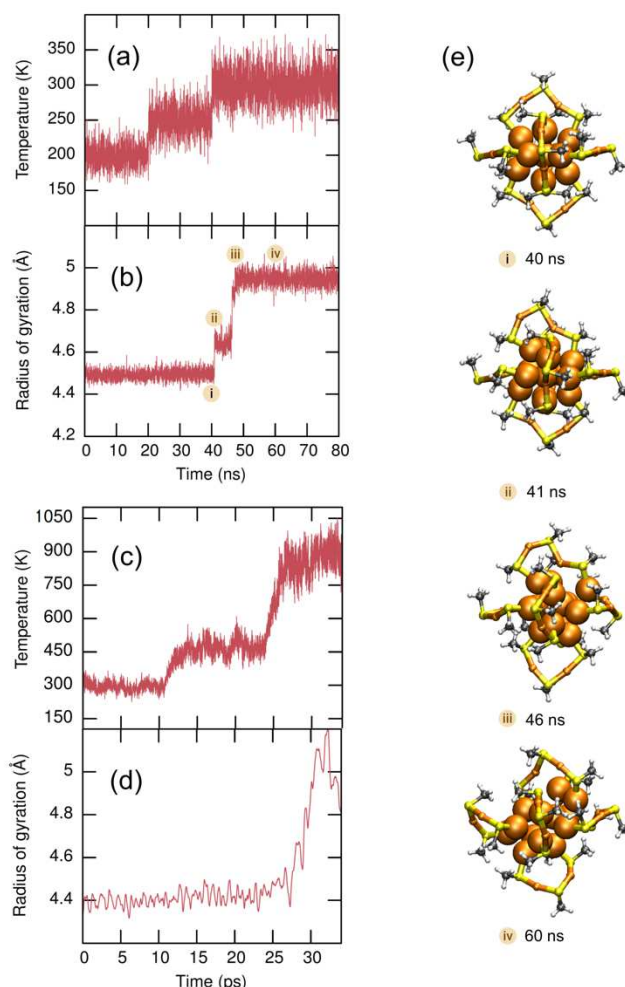 (a)
Temperature (K)
350
300
250
200
150
(b)
Radius of gyration (Å)
5
4.8
4.6
4.4
4.2
i
ii
iii
iv
0 10 20 30 40 50 60 70 80
Time (ns)
(c)
Temperature (K)
1050
900
750
600
450
300
150
(d)
Radius of gyration (Å)
5
4.8
4.6
4.4
0 5 10 15 20 25 30
Time (ps)
(e)
i 40 ns
ii 41 ns
iii 46 ns
iv 60 ns